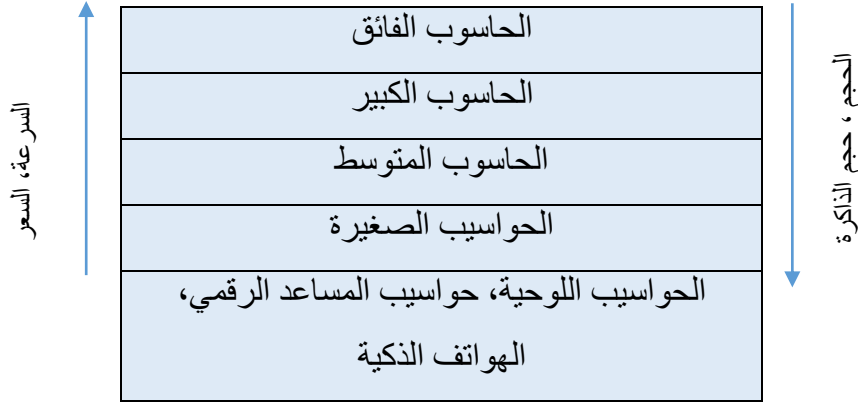 الحاسوب الفائق
الحاسوب الكبير
الحاسوب المتوسط
الحواسيب الصغيرة
الحواسيب اللوحية، حواسيب المساعد الرقمي،
الهواتف الذكية
الحجم، حجم الذاكرة
السرعة، السعر